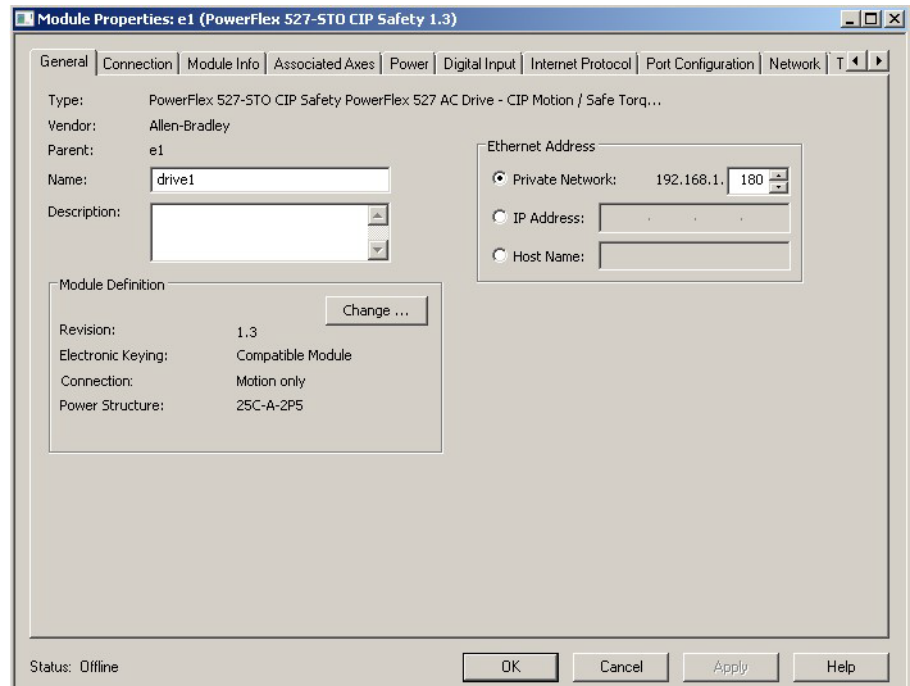 Module Properties: e1 (PowerFlex 527-STO CIP Safety 1.3)
General Connection Module Info Associated Axes Power Digital Input Internet Protocol Port Configuration Network T
Type: PowerFlex 527-STO CIP Safety PowerFlex 527 AC Drive - CIP Motion / Safe Torq...
Vendor: Allen-Bradley
Parent: e1
Name: drive1
Description:
Ethernet Address
Private Network: 192.168.1. 180
IP Address: . . .
Host Name:
Module Definition
Change ...
Revision: 1.3
Electronic Keying: Compatible Module
Connection: Motion only
Power Structure: 25C-A-2P5
Status: Offline
OK Cancel Apply Help